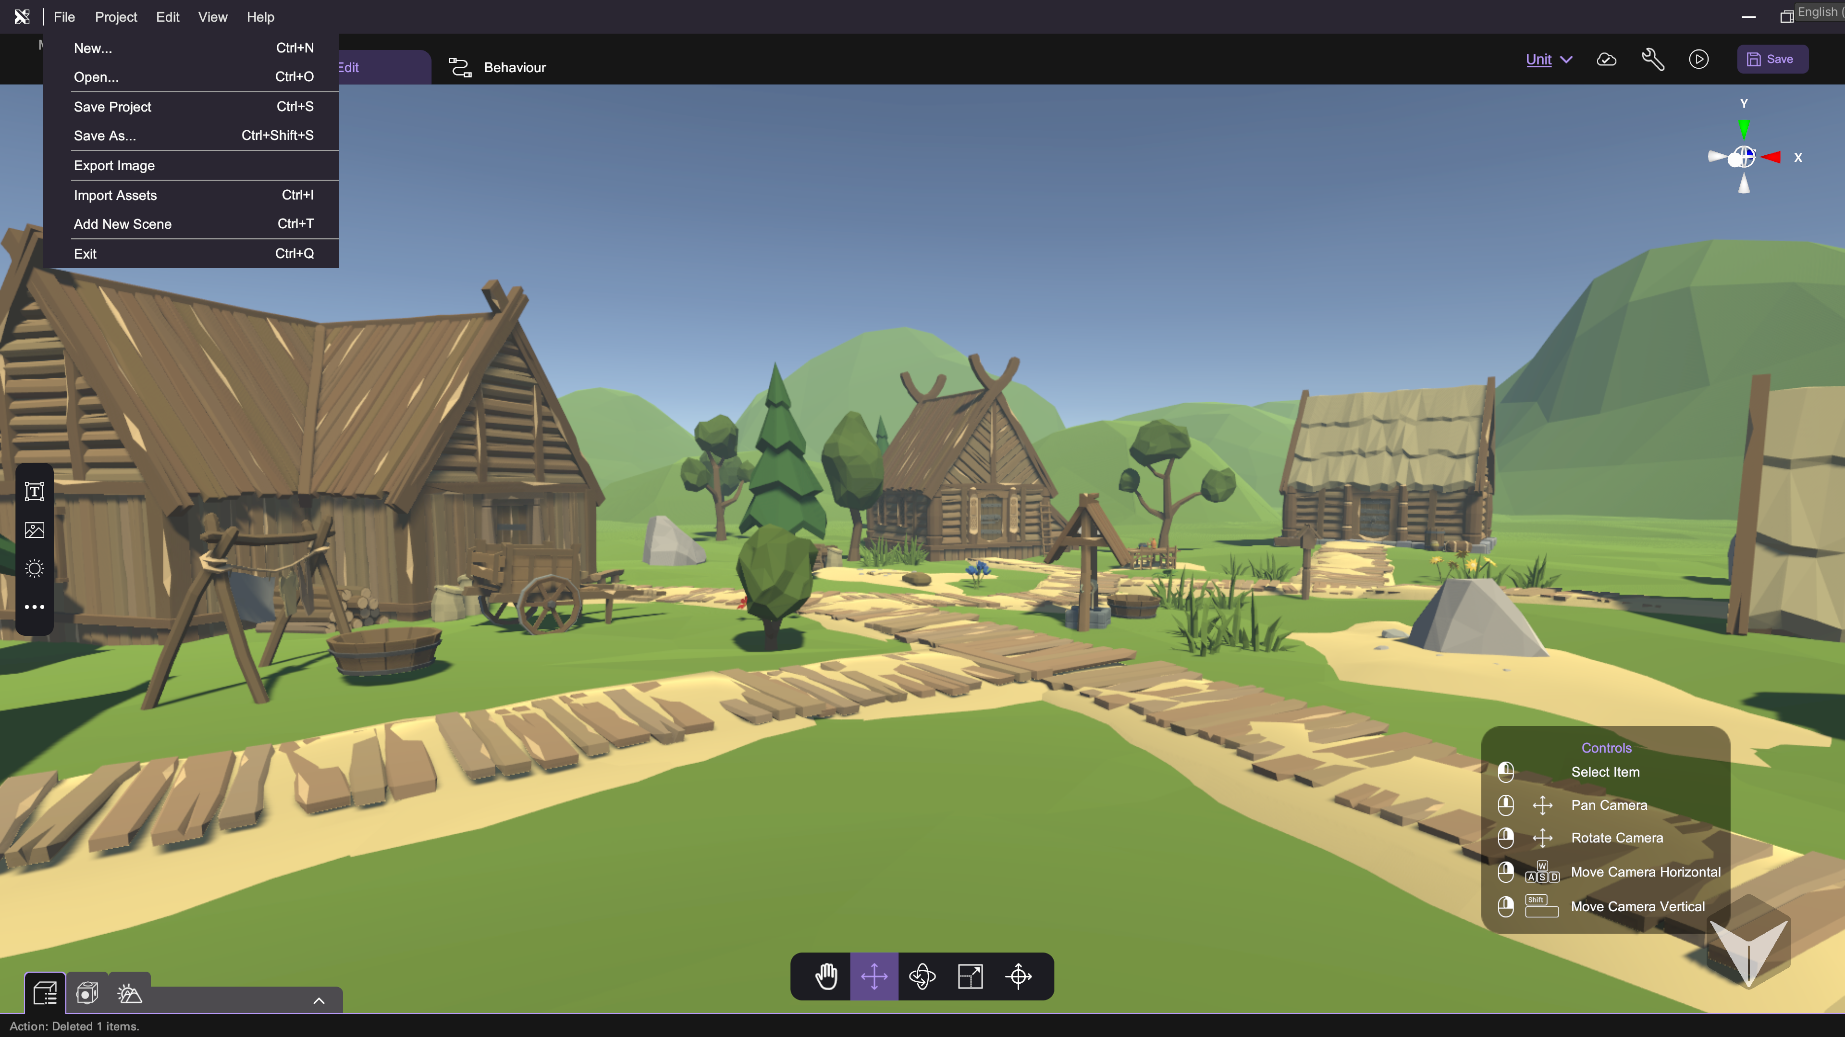 File Project Edit View Help
English (
New... Ctrl+N
Open... Ctrl+O
Save Project Ctrl+S
Save As... Ctrl+Shift+S
Export Image
Import Assets Ctrl+I
Add New Scene Ctrl+T
Exit Ctrl+Q
Edit
Behaviour
Unit
Save
Y
X
T
Controls
Select Item
Pan Camera
Rotate Camera
W
A S D
Move Camera Horizontal
Shift
Move Camera Vertical
Action: Deleted 1 items.